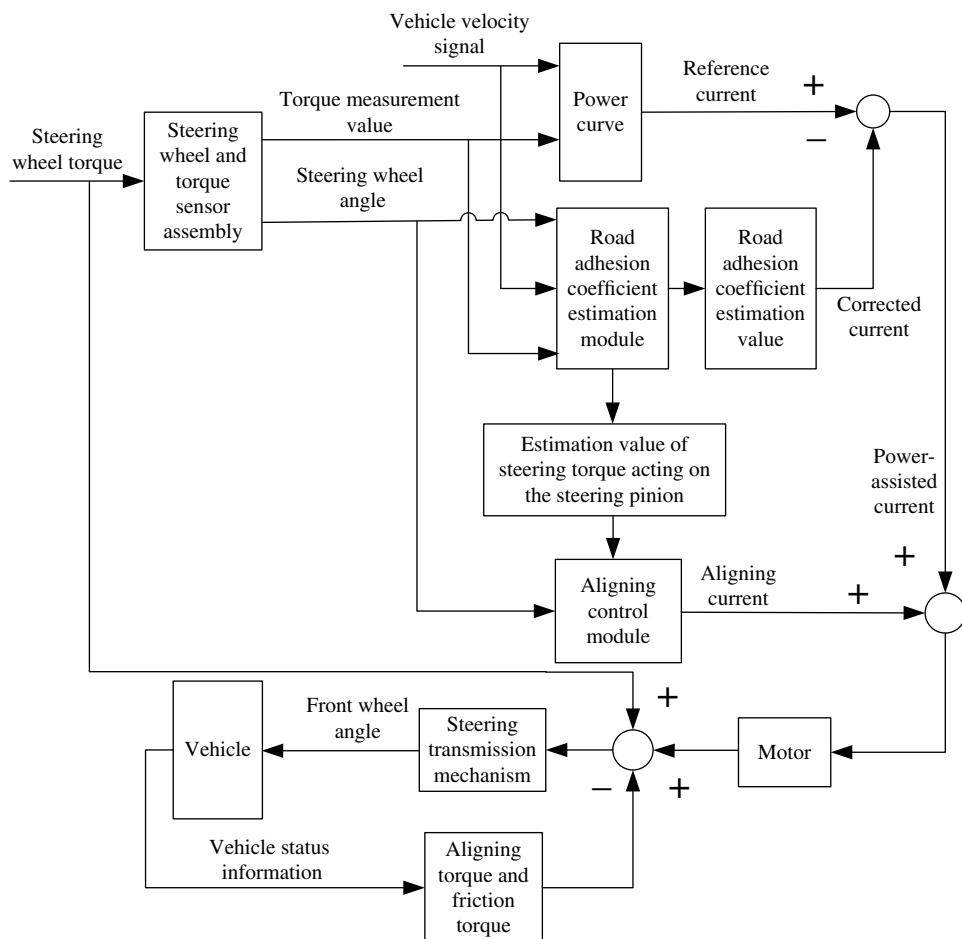 Vehicle velocity
signal
Steering
wheel torque
Steering
wheel and
torque
sensor
assembly
Torque measurement
value
Steering wheel
angle
Power
curve
Reference
current
+
−
Road
adhesion
coefficient
estimation
module
Road
adhesion
coefficient
estimation
value
Corrected
current
Estimation value of
steering torque acting on
the steering pinion
Power-
assisted
current
+
Aligning
control
module
Aligning
current
+
Vehicle
Front wheel
angle
Steering
transmission
mechanism
+
−
+
Motor
Vehicle status
information
Aligning
torque and
friction
torque